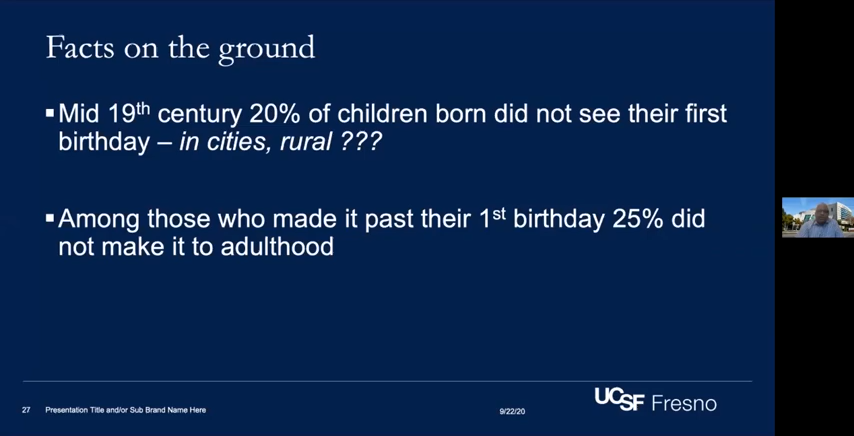 Facts on the ground
▪Mid 19th century 20% of children born did not see their first
birthday – in cities, rural ???
▪Among those who made it past their 1st birthday 25% did
not make it to adulthood
27 Presentation Title and/or Sub Brand Name Here
9/22/20
UCSF Fresno